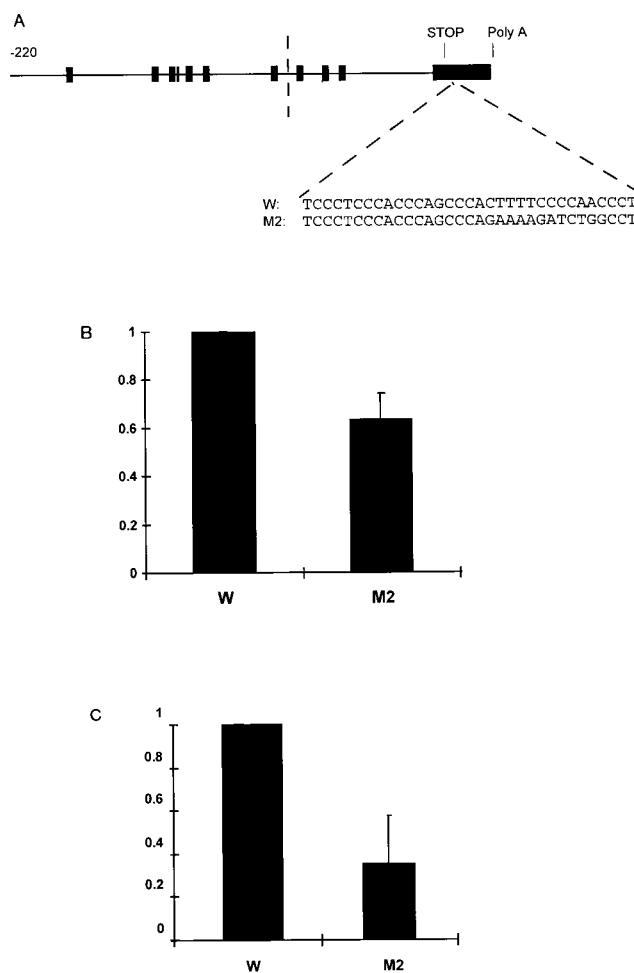 A
-220
STOP
Poly A
W: TCCCTCCCACCCAGCCCACTTTTCCCCAACCCT
M2: TCCCTCCCACCCAGCCCAGAAAAGATCTGGCCT
B
1
0.8
0.6
0.4
0.2
0
W
M2
C
1
0.8
0.6
0.4
0.2
0
W
M2